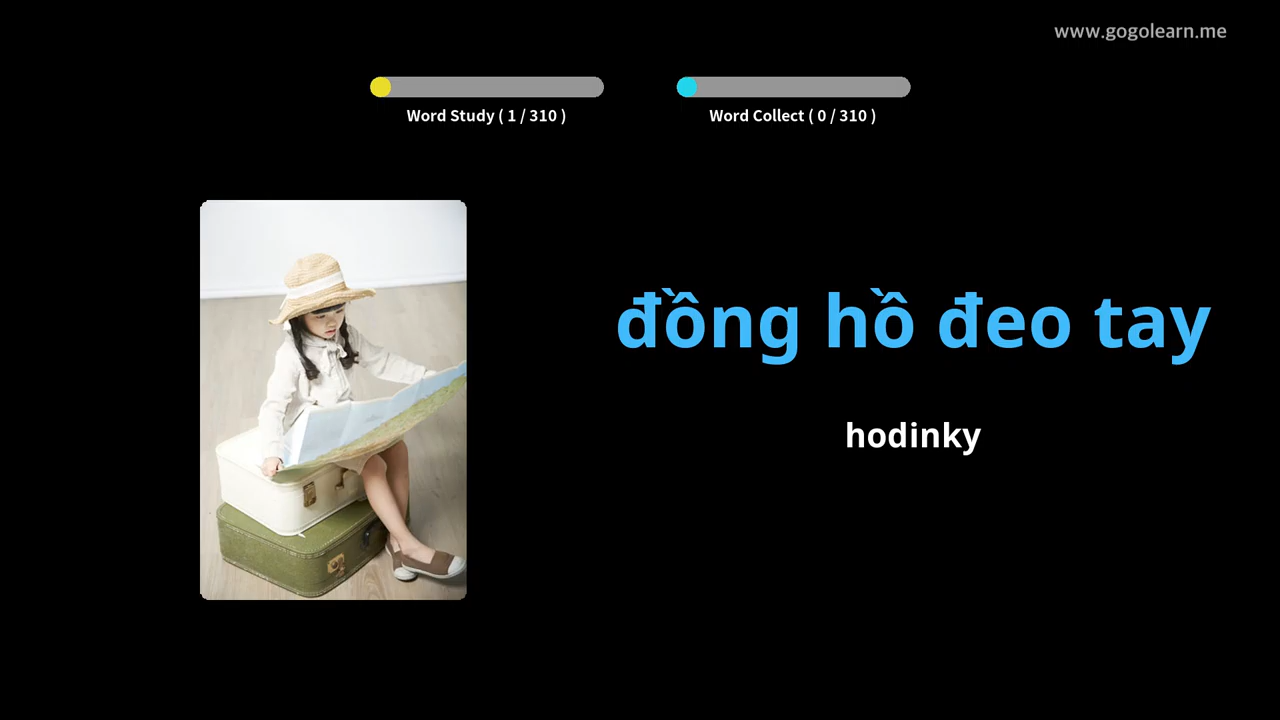 www.gogolearn.me
Word Study ( 1 / 310 )
Word Collect ( 0 / 310 )
đồng hồ đeo tay
hodinky